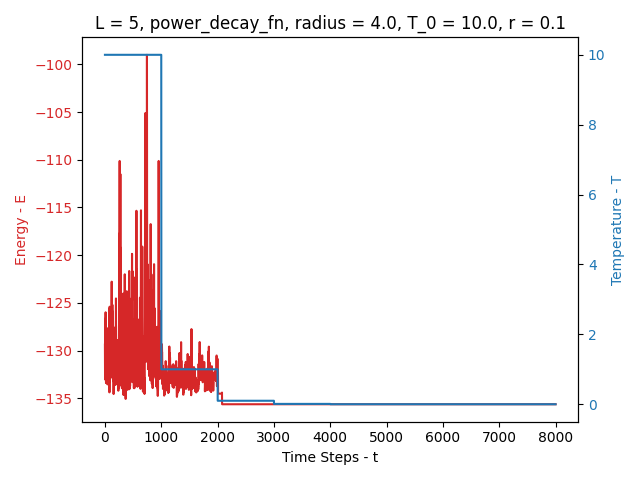 L = 5, power_decay_fn, radius = 4.0, T_0 = 10.0, r = 0.1
−100
−105
−110
−115
−120
−125
−130
−135
Energy - E
10
8
6
4
2
0
Temperature - T
0 1000 2000 3000 4000 5000 6000 7000 8000
Time Steps - t